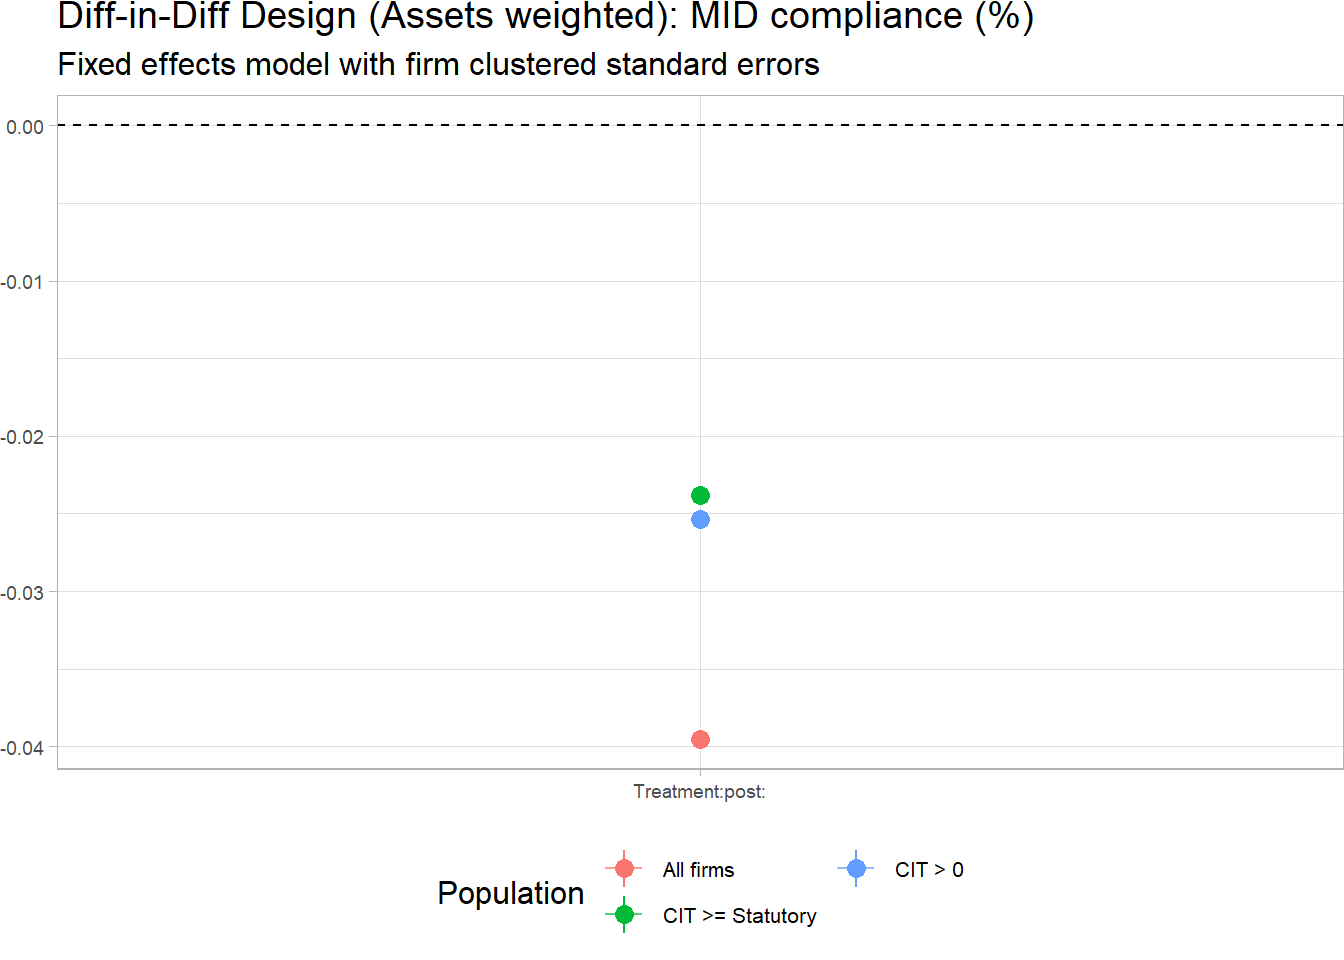 Diff-in-Diff Design (Assets weighted): MID compliance (%)
Fixed effects model with firm clustered standard errors
0.00
-0.01
-0.02
-0.03
-0.04
Treatment:post:
Population
All firms
CIT >= Statutory
CIT > 0